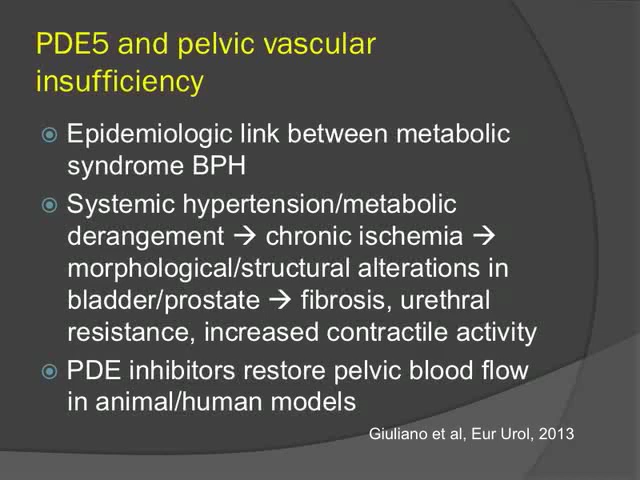 PDE5 and pelvic vascular
insufficiency
Epidemiologic link between metabolic
syndrome BPH
Systemic hypertension/metabolic
derangement → chronic ischemia →
morphological/structural alterations in
bladder/prostate → fibrosis, urethral
resistance, increased contractile activity
PDE inhibitors restore pelvic blood flow
in animal/human models
Giuliano et al, Eur Urol, 2013